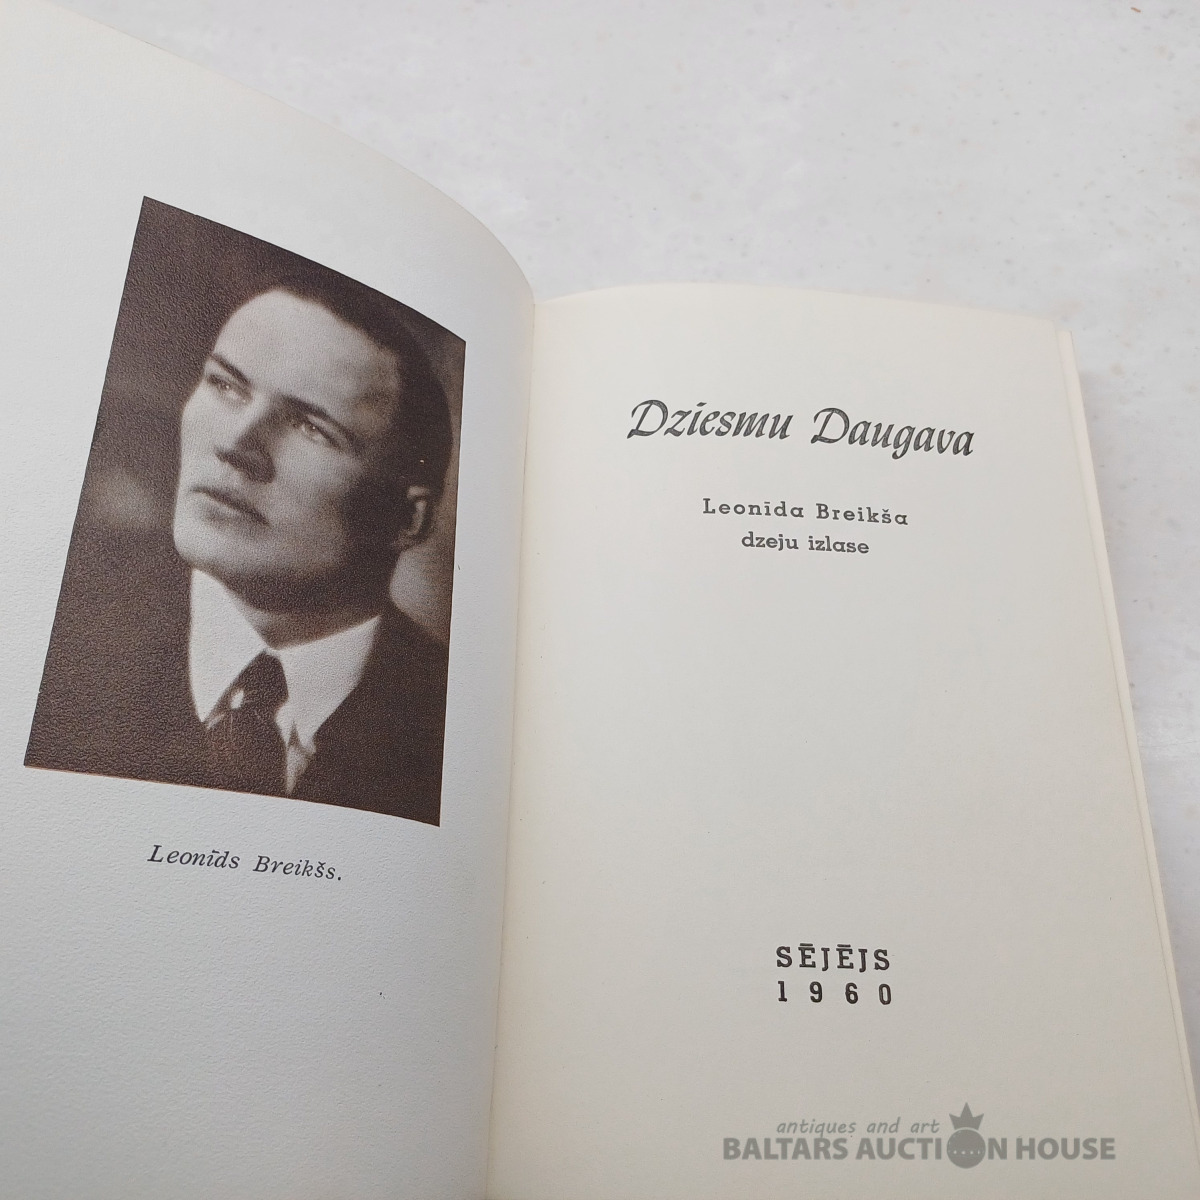 Leonīds Breikšs.
Dziesmu Daugava
Leonīda Breikša
dzeju izlase
SĒJĒJS
1960
antiques and art
BALTARS AUCTION HOUSE